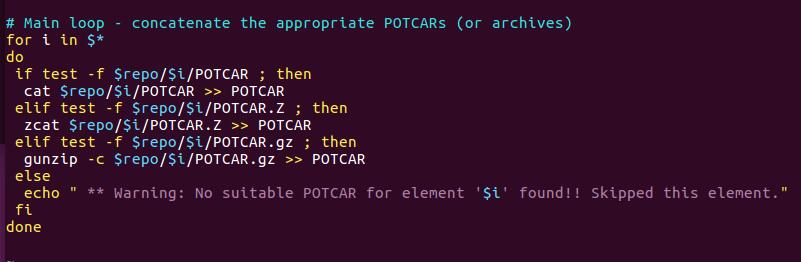 # Main loop - concatenate the appropriate POTCARs (or archives)
for i in $*
do
 if test -f $repo/$i/POTCAR ; then
  cat $repo/$i/POTCAR >> POTCAR
 elif test -f $repo/$i/POTCAR.Z ; then
  zcat $repo/$i/POTCAR.Z >> POTCAR
 elif test -f $repo/$i/POTCAR.gz ; then
  gunzip -c $repo/$i/POTCAR.gz >> POTCAR
 else
  echo " ** Warning: No suitable POTCAR for element '$i' found!! Skipped this element."
 fi
done